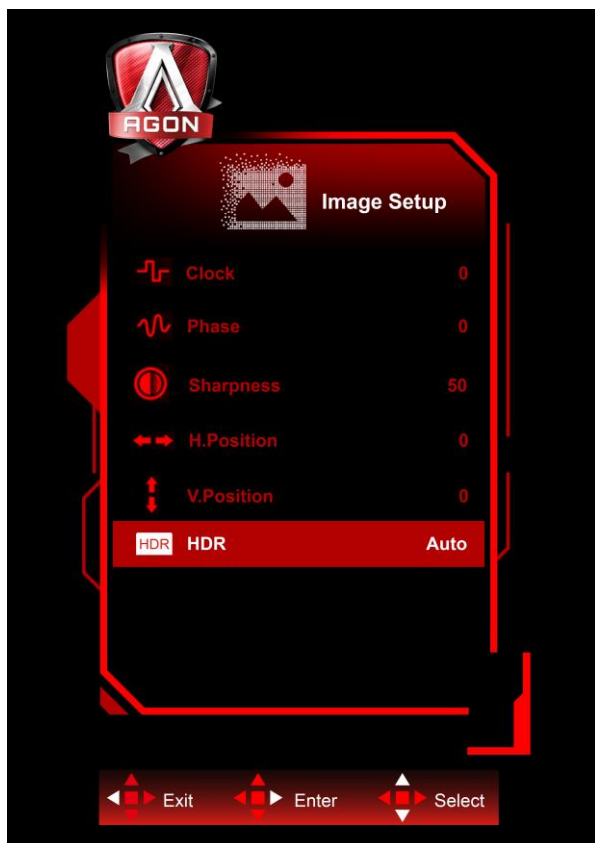 AGON
Image Setup
Clock 0
Phase 0
Sharpness 50
H.Position 0
V.Position 0
HDR HDR Auto
Exit Enter Select